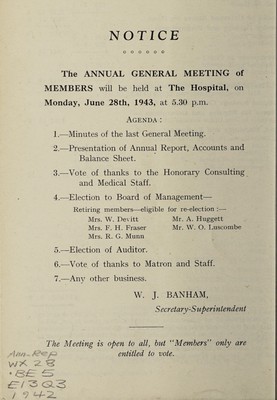 NOTICE
The ANNUAL GENERAL MEETING of
MEMBERS will be held at The Hospital, on
Monday, June 28th, 1943, at 5.30 p.m.
AGENDA :
1.—Minutes of the last General Meeting.
2.—Presentation of Annual Report, Accounts and
Balance Sheet.
3.—Vote of thanks to the Honorary Consulting
and Medical Staff.
4.—Election to Board of Management—
Retiring members—eligible for re-election :—
Mrs. W. Devitt Mr. A. Huggett
Mrs. F. H. Fraser Mr. W. O. Luscombe
Mrs. R. G. Munn
5.—Election of Auditor.
6.—Vote of thanks to Matron and Staff.
7.—Any other business.
W. J. BANHAM,
Secretary-Superintendent
The Meeting is open to all, but "Members" only are
entitled to vote.
Ann. Rep
WX 28
.BE5
E13Q3
1942